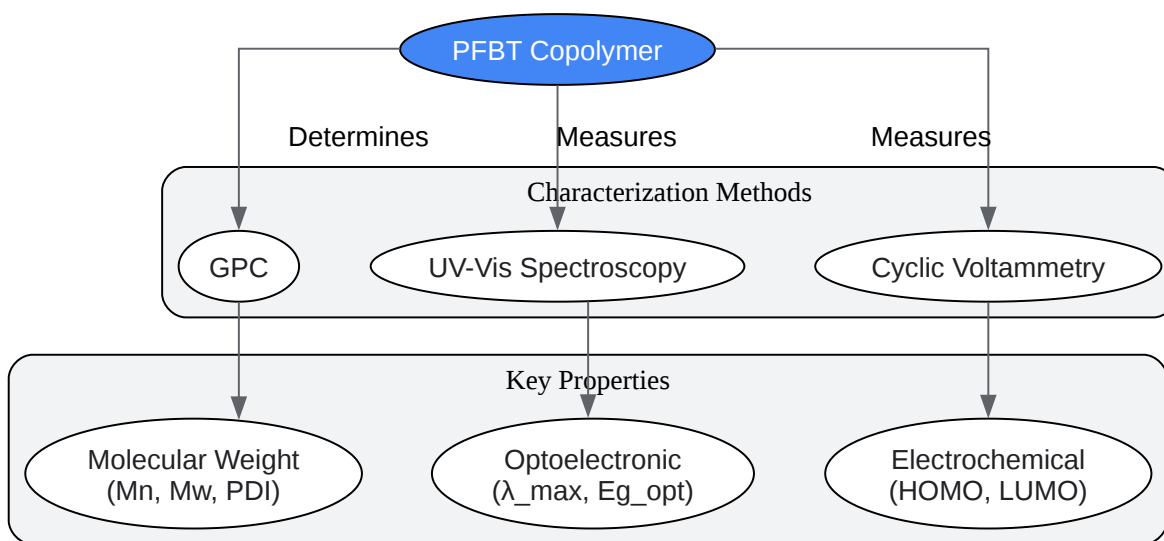 PFBT Copolymer
Determines
Measures
Measures
Characterization Methods
GPC
UV-Vis Spectroscopy
Cyclic Voltammetry
Key Properties
Molecular Weight
(Mn, Mw, PDI)
Optoelectronic
(λ_max, Eg_opt)
Electrochemical
(HOMO, LUMO)